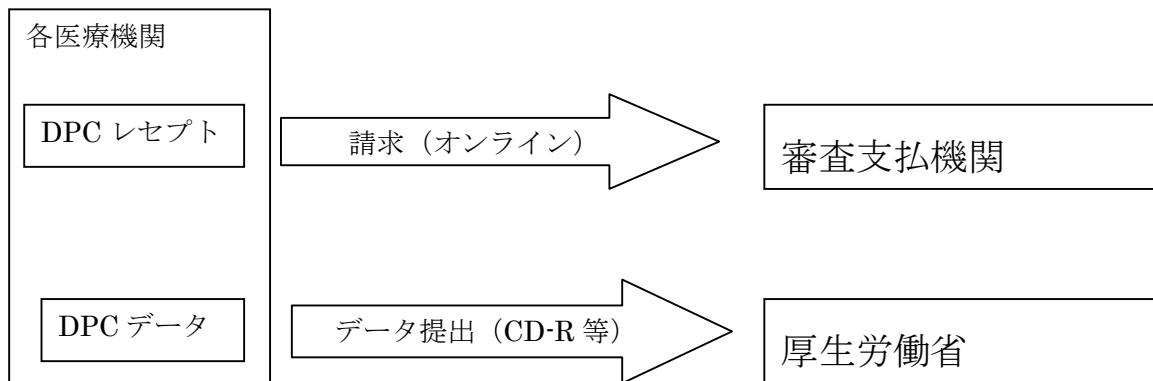 各医療機関
DPC レセプト
請求（オンライン）
審査支払機関
DPC データ
データ提出（CD-R 等）
厚生労働省